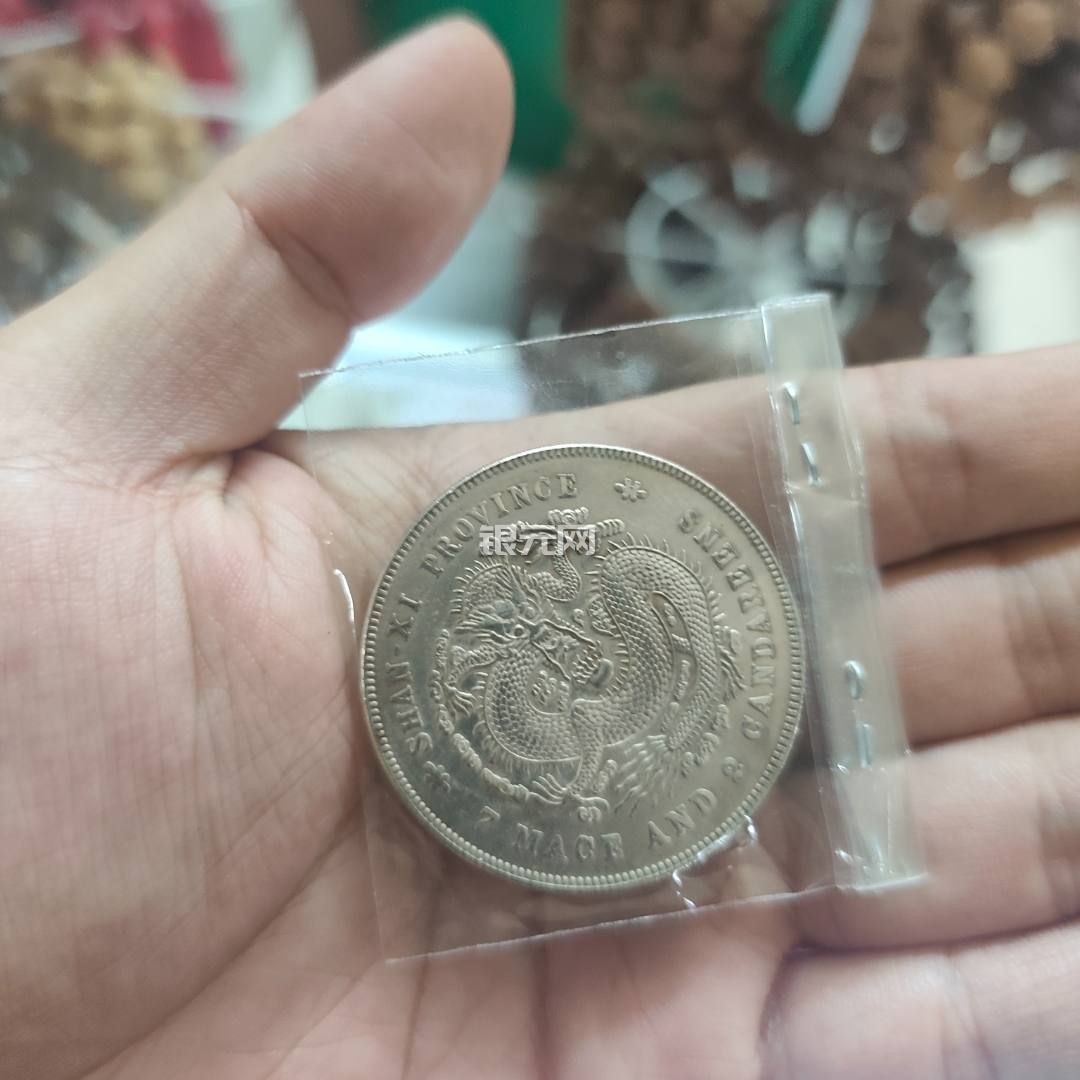 银元网
SHAN-XI PROVINCE
7 MACE AND 2 CANDAREENS